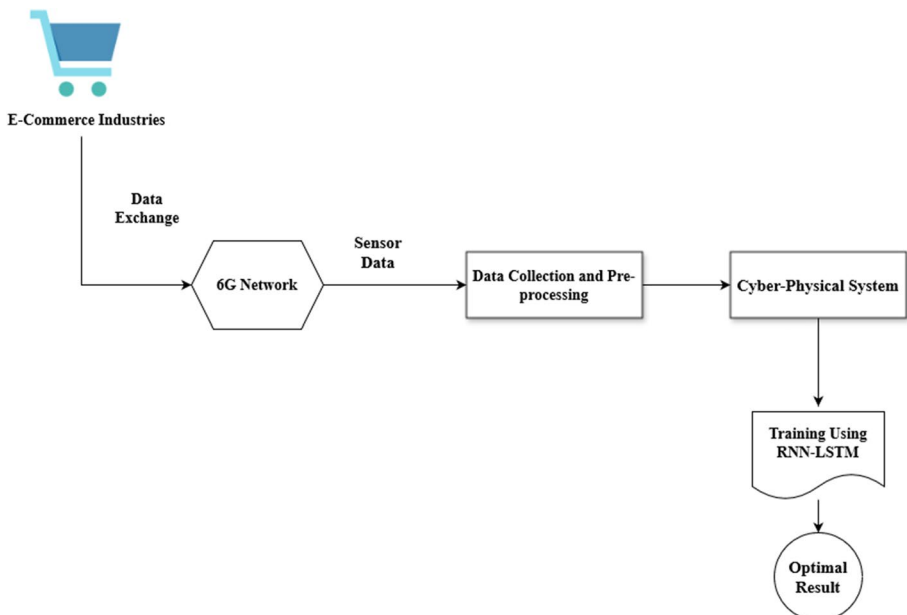 E-Commerce Industries
Data
Exchange
6G Network
Sensor
Data
Data Collection and Pre-
processing
Cyber-Physical System
Training Using
RNN-LSTM
Optimal
Result